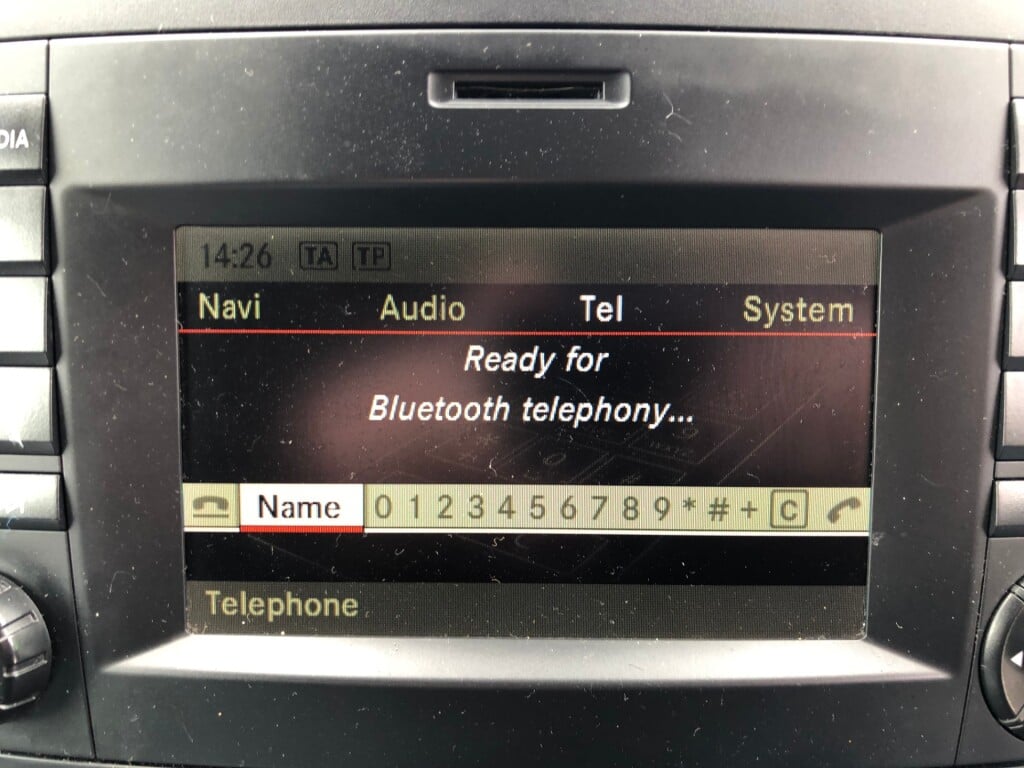 DIA
14:26 TA TP
Navi Audio Tel System
Ready for
Bluetooth telephony...
Name 0 1 2 3 4 5 6 7 8 9 * # + C
Telephone